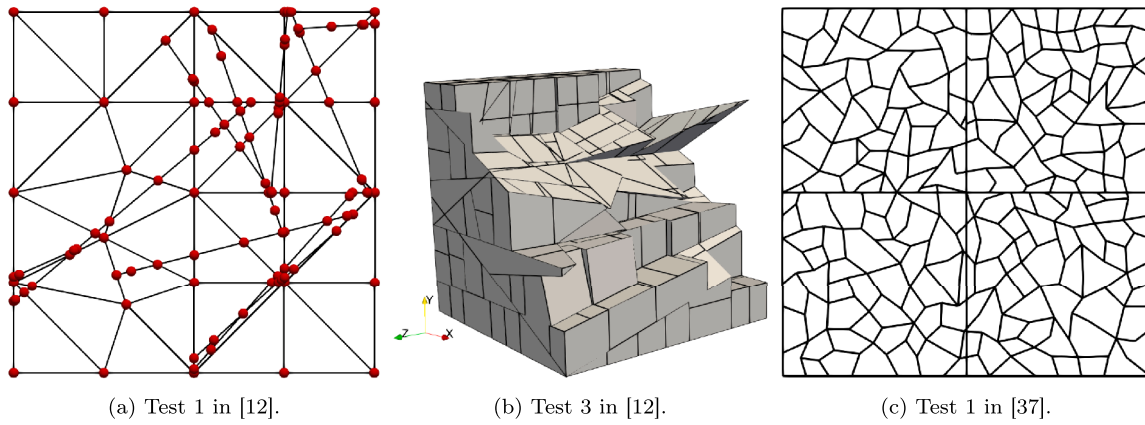 Y
Z
X
(a) Test 1 in [12].
(b) Test 3 in [12].
(c) Test 1 in [37].